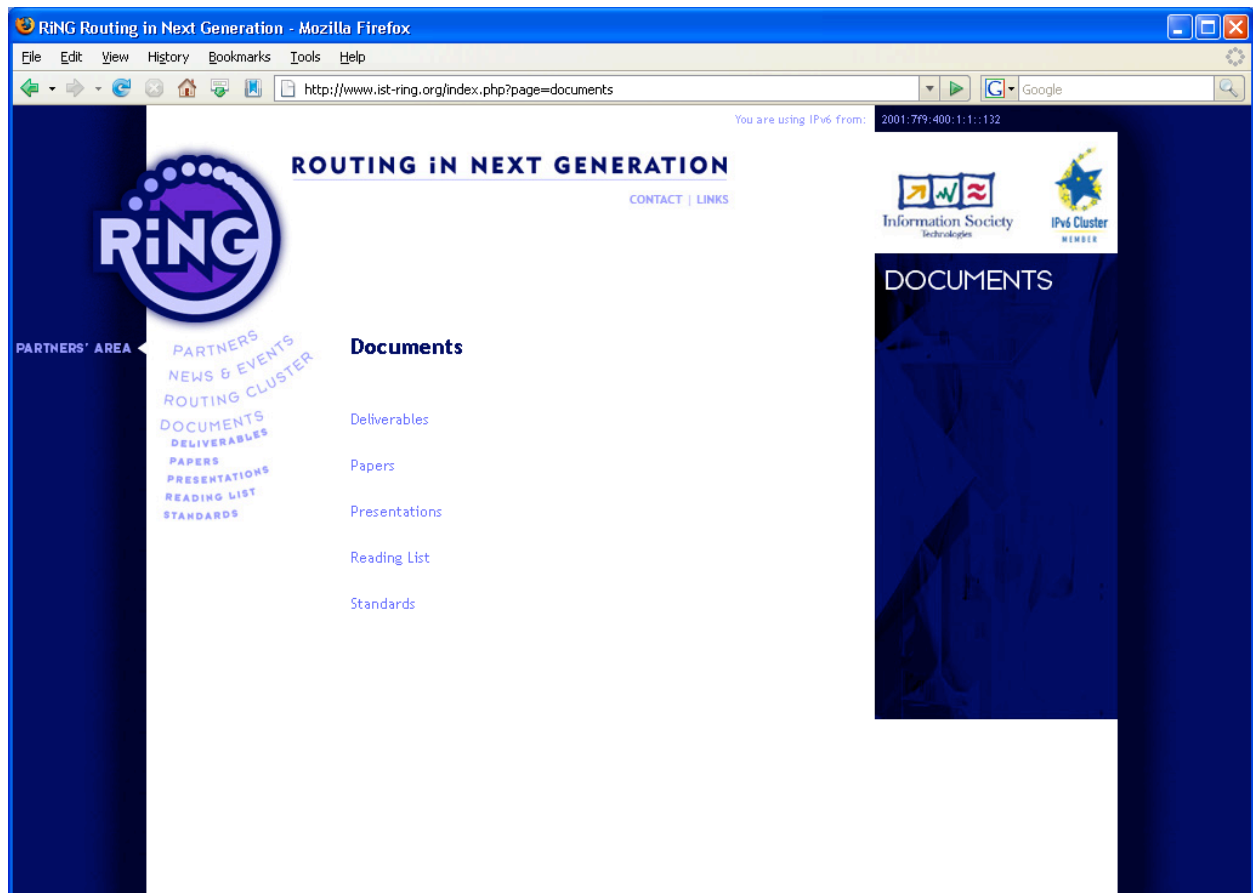 RiNG Routing in Next Generation - Mozilla Firefox
File Edit View History Bookmarks Tools Help
http://www.ist-ring.org/index.php?page=documents
G Google
You are using IPv6 from: 2001:7f9:400:1:1::132
ROUTING iN NEXT GENERATION
CONTACT | LINKS
RiNG
Information Society
Technologies
IPv6 Cluster
MEMBER
DOCUMENTS
PARTNERS' AREA
PARTNERS
NEWS & EVENTS
ROUTING CLUSTER
DOCUMENTS
DELIVERABLES
PAPERS
PRESENTATIONS
READING LIST
STANDARDS
Documents
Deliverables
Papers
Presentations
Reading List
Standards